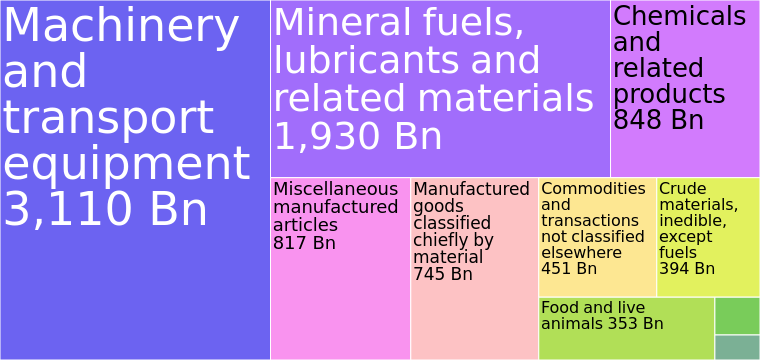 Machinery
and
transport
equipment
3,110 Bn
Mineral fuels,
lubricants and
related materials
1,930 Bn
Chemicals
and
related
products
848 Bn
Miscellaneous
manufactured
articles
817 Bn
Manufactured
goods
classified
chiefly by
material
745 Bn
Commodities
and
transactions
not classified
elsewhere
451 Bn
Crude
materials,
inedible,
except
fuels
394 Bn
Food and live
animals 353 Bn